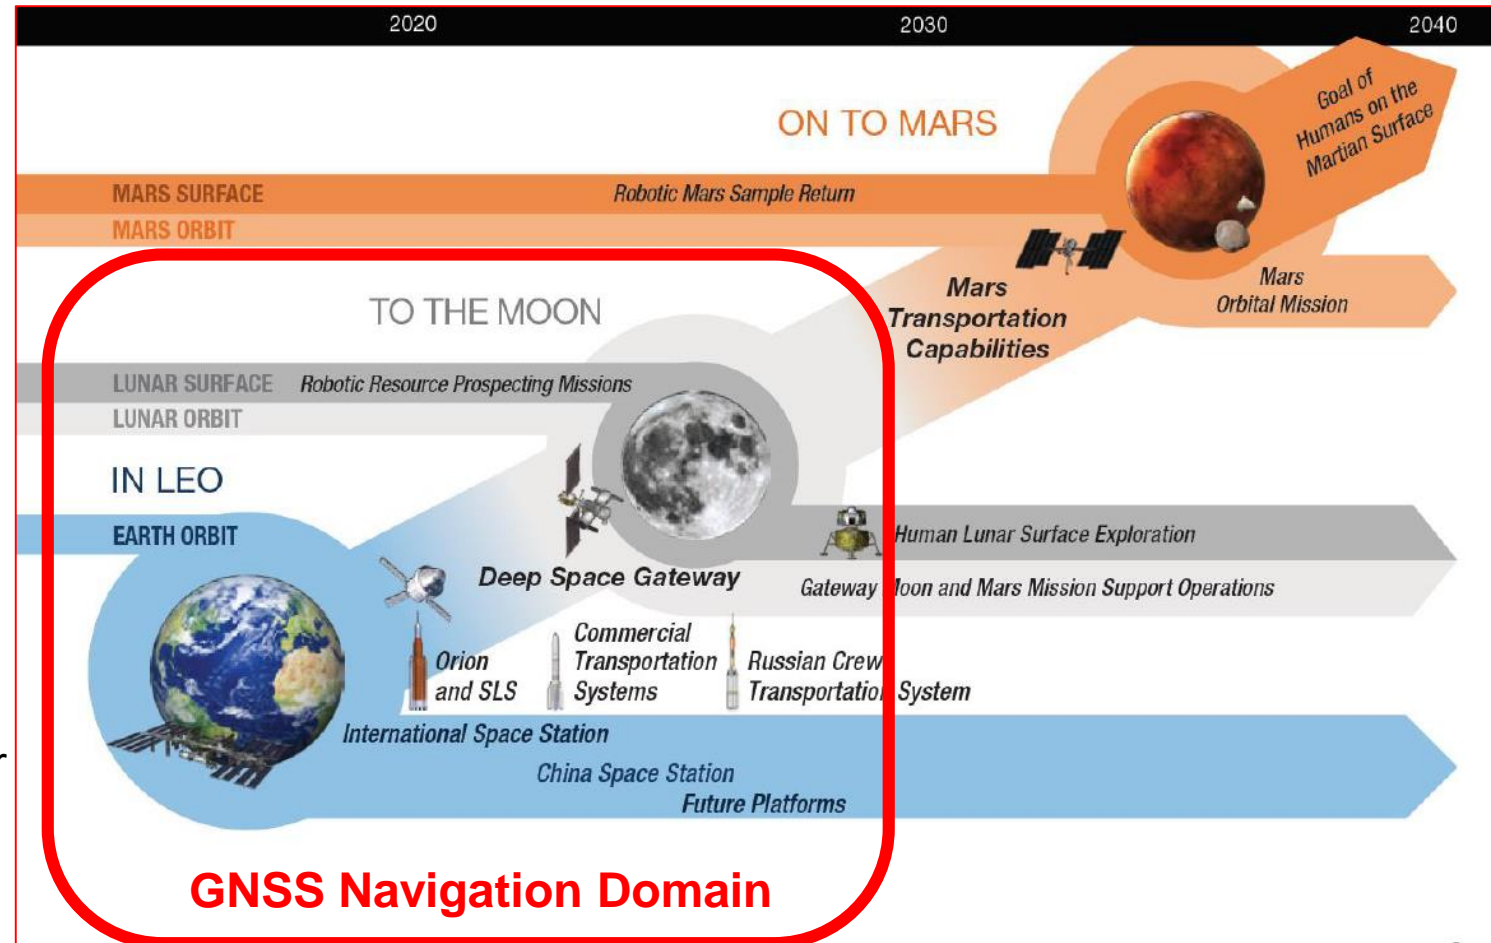 2020 2030 2040
ON TO MARS
Goal of
Humans on the
Martian Surface
MARS SURFACE
Robotic Mars Sample Return
MARS ORBIT
Mars
Orbital Mission
Mars
Transportation
Capabilities
TO THE MOON
LUNAR SURFACE
Robotic Resource Prospecting Missions
LUNAR ORBIT
IN LEO
EARTH ORBIT
Human Lunar Surface Exploration
Deep Space Gateway
Gateway Moon and Mars Mission Support Operations
Orion
and SLS
Commercial
Transportation
Systems
Russian Crew
Transportation System
International Space Station
r
China Space Station
Future Platforms
GNSS Navigation Domain